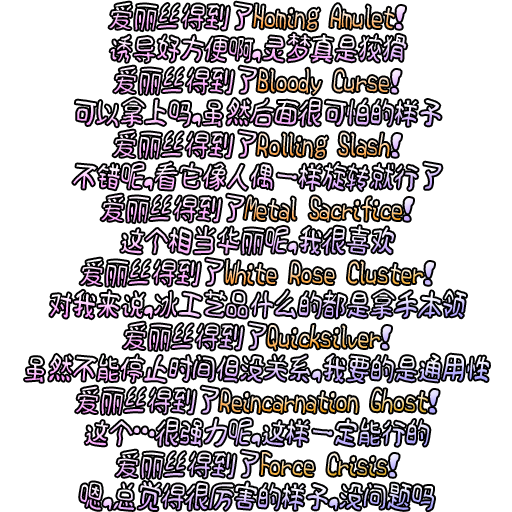 爱丽丝得到了Homing Amulet!
诱导好方便啊,灵梦真是狡猾
爱丽丝得到了Bloody Curse!
可以拿上吗,虽然后面很可怕的样子
爱丽丝得到了Rolling Slash!
不错呢,看它像人偶一样旋转就行了
爱丽丝得到了Metal Sacrifice!
这个相当华丽呢,我很喜欢
爱丽丝得到了White Rose Cluster!
对我来说,冰工艺品什么的都是拿手本领
爱丽丝得到了Quicksilver!
虽然不能停止时间但没关系,我要的是通用性
爱丽丝得到了Reincarnation Ghost!
这个…很强力呢,这样一定能行的
爱丽丝得到了Force Crisis!
嗯,总觉得很厉害的样子,没问题吗